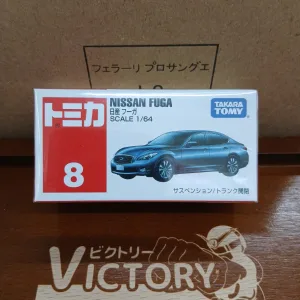 フェラーリ プロサングエ
トミカ
NISSAN FUGA
日産 フーガ
SCALE 1/64
TAKARA
TOMY
8
サスペンション/トランク開閉
ビクトリー
VICTORY